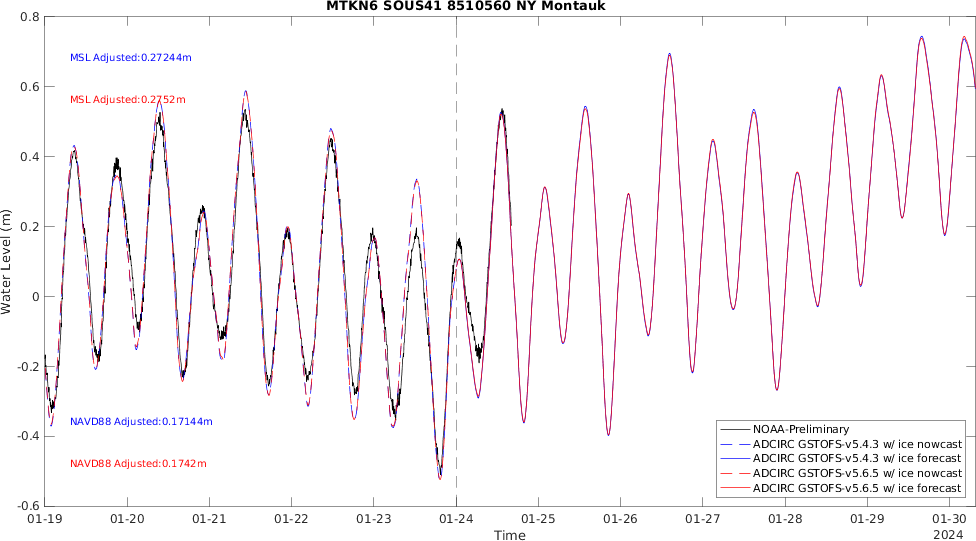 MTKN6 SOUS41 8510560 NY Montauk
0.8
0.6
0.4
0.2
0
-0.2
-0.4
-0.6
Water Level (m)
MSL Adjusted:0.27244m
MSL Adjusted:0.2752m
NAVD88 Adjusted:0.17144m
NAVD88 Adjusted:0.1742m
NOAA-Preliminary
ADCIRC GSTOFS-v5.4.3 w/ ice nowcast
ADCIRC GSTOFS-v5.4.3 w/ ice forecast
ADCIRC GSTOFS-v5.6.5 w/ ice nowcast
ADCIRC GSTOFS-v5.6.5 w/ ice forecast
01-19 01-20 01-21 01-22 01-23 01-24 01-25 01-26 01-27 01-28 01-29 01-30
Time
2024